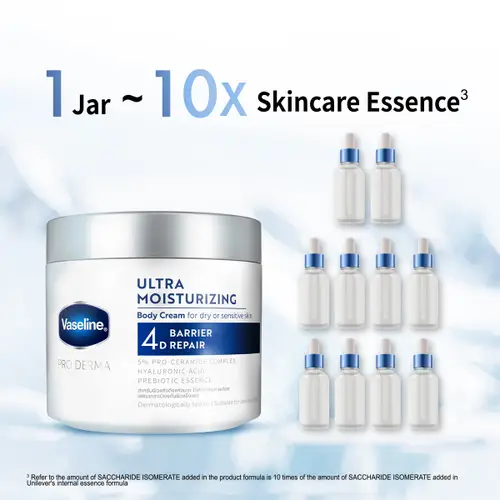 1 Jar ~ 10x Skincare Essence³
ULTRA
MOISTURIZING
Body Cream for dry or sensitive skin
Vaseline®
4D BARRIER
REPAIR
PRO DERMA
5% PRO-CERAMIDE COMPLEX
HYALURONIC ACID
PREBIOTIC ESSENCE
Dermatologically tested
³ Refer to the amount of SACCHARIDE ISOMERATE added in the product formula is 10 times of the amount of SACCHARIDE ISOMERATE added in
Unilever's internal essence formula